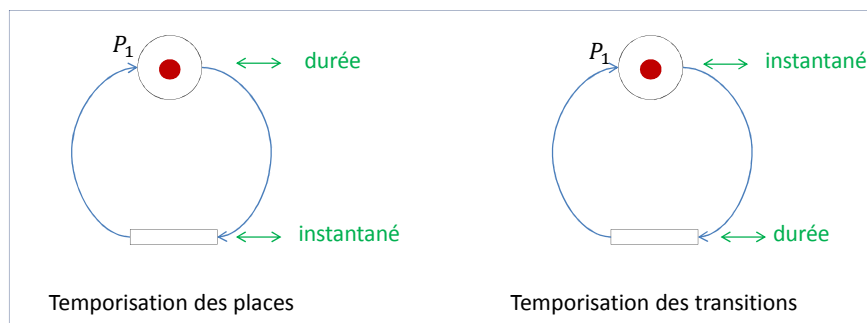 P₁
durée
instantané
Temporisation des places
P₁
instantané
durée
Temporisation des transitions